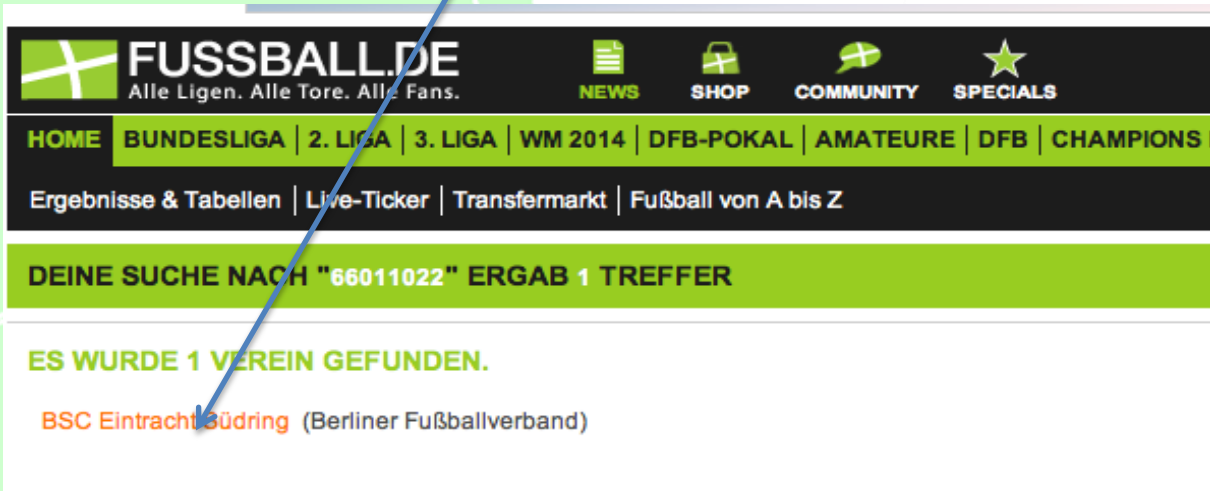 FUSSBALL.DE
Alle Ligen. Alle Tore. Alle Fans.
NEWS SHOP COMMUNITY SPECIALS
HOME BUNDESLIGA | 2. LIGA | 3. LIGA | WM 2014 | DFB-POKAL | AMATEURE | DFB | CHAMPIONS
Ergebnisse & Tabellen | Live-Ticker | Transfermarkt | Fußball von A bis Z
DEINE SUCHE NACH "66011022" ERGAB 1 TREFFER
ES WURDE 1 VEREIN GEFUNDEN.
BSC Eintracht Südring (Berliner Fußballverband)